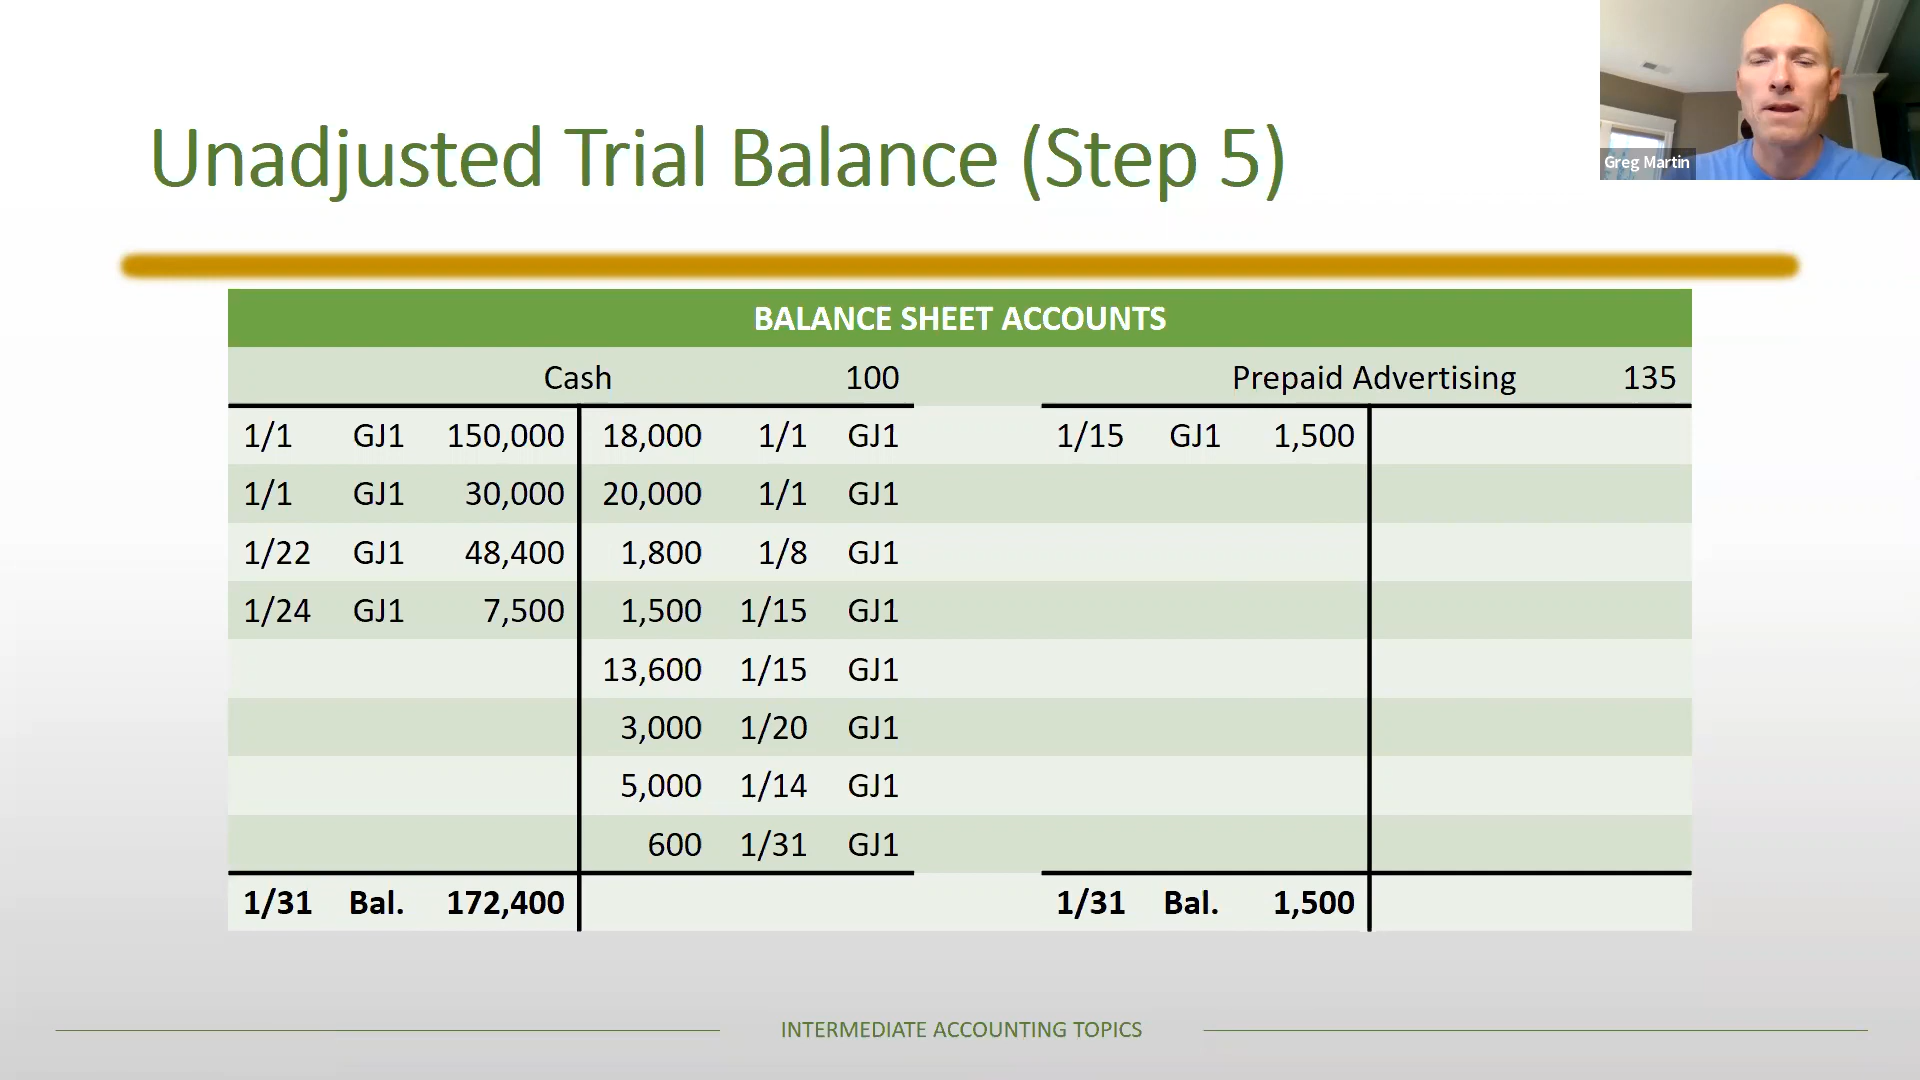 Greg Martin
Unadjusted Trial Balance (Step 5)
BALANCE SHEET ACCOUNTS
Cash 100 Prepaid Advertising 135
1/1 GJ1 150,000 18,000 1/1 GJ1 1/15 GJ1 1,500
1/1 GJ1 30,000 20,000 1/1 GJ1
1/22 GJ1 48,400 1,800 1/8 GJ1
1/24 GJ1 7,500 1,500 1/15 GJ1
13,600 1/15 GJ1
3,000 1/20 GJ1
5,000 1/14 GJ1
600 1/31 GJ1
1/31 Bal. 172,400 1/31 Bal. 1,500
INTERMEDIATE ACCOUNTING TOPICS